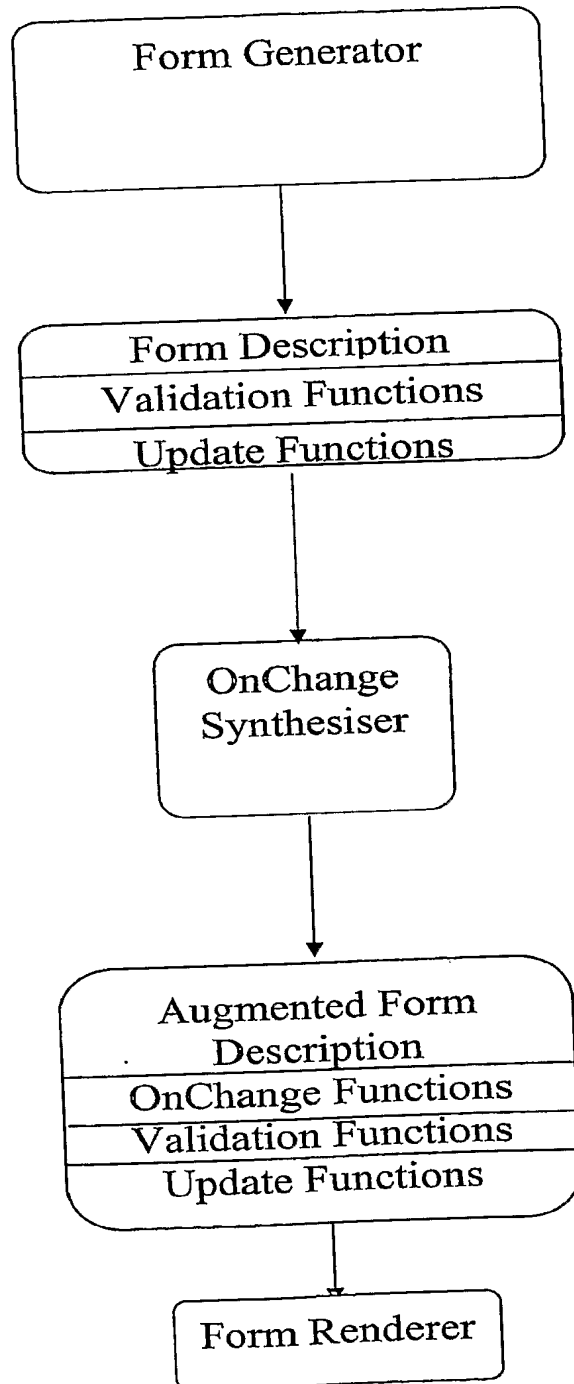 Form Generator
Form Description
Validation Functions
Update Functions
OnChange
Synthesiser
Augmented Form
Description
OnChange Functions
Validation Functions
Update Functions
Form Renderer